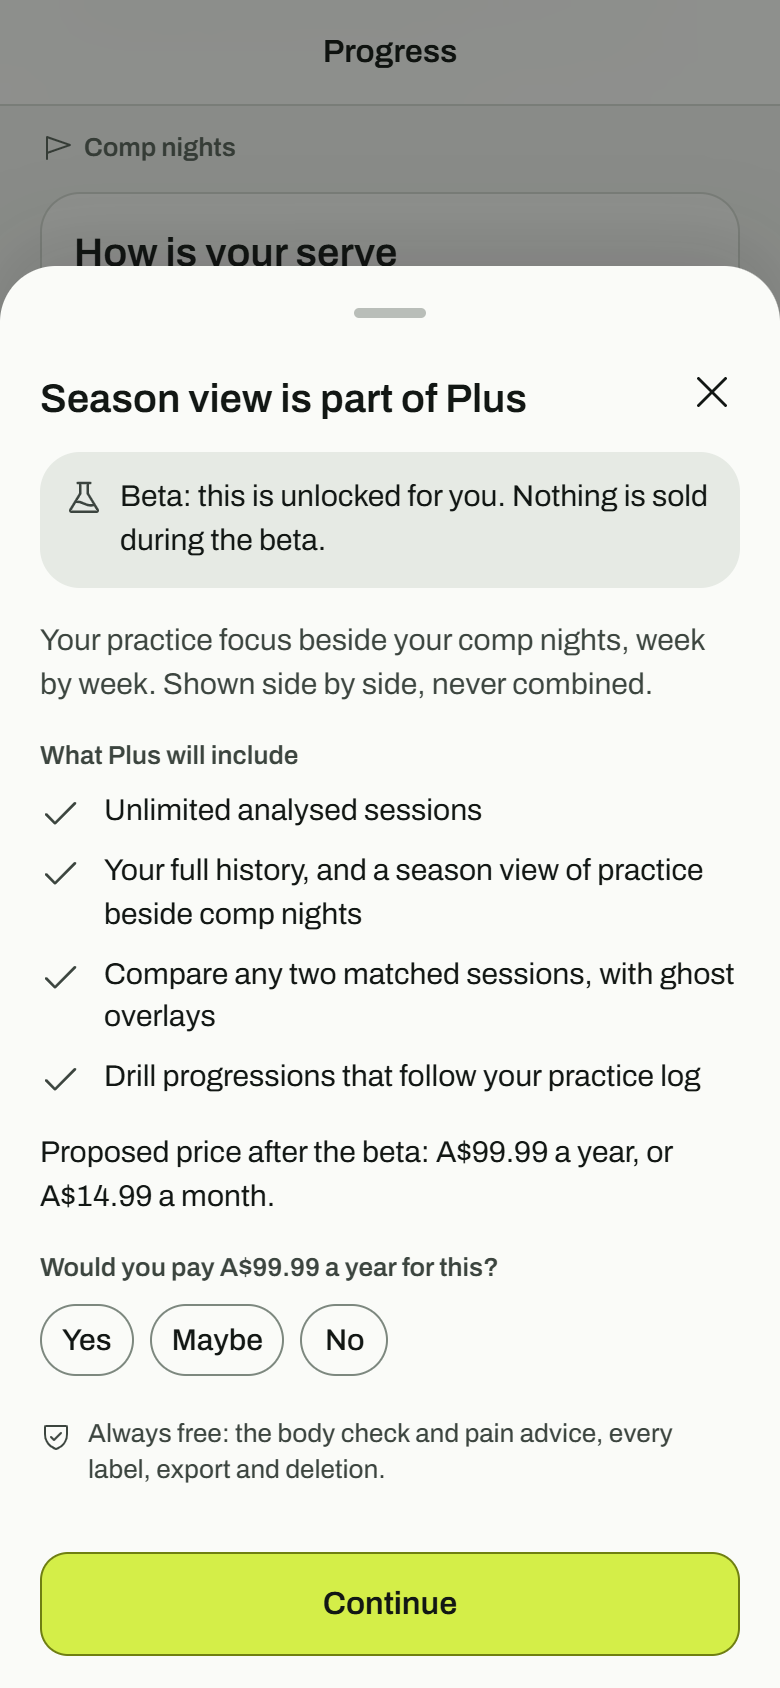 Progress
Comp nights
How is your serve
Season view is part of Plus
Beta: this is unlocked for you. Nothing is sold
during the beta.
Your practice focus beside your comp nights, week
by week. Shown side by side, never combined.
What Plus will include
Unlimited analysed sessions
Your full history, and a season view of practice
beside comp nights
Compare any two matched sessions, with ghost
overlays
Drill progressions that follow your practice log
Proposed price after the beta: A$99.99 a year, or
A$14.99 a month.
Would you pay A$99.99 a year for this?
Yes Maybe No
Always free: the body check and pain advice, every
label, export and deletion.
Continue